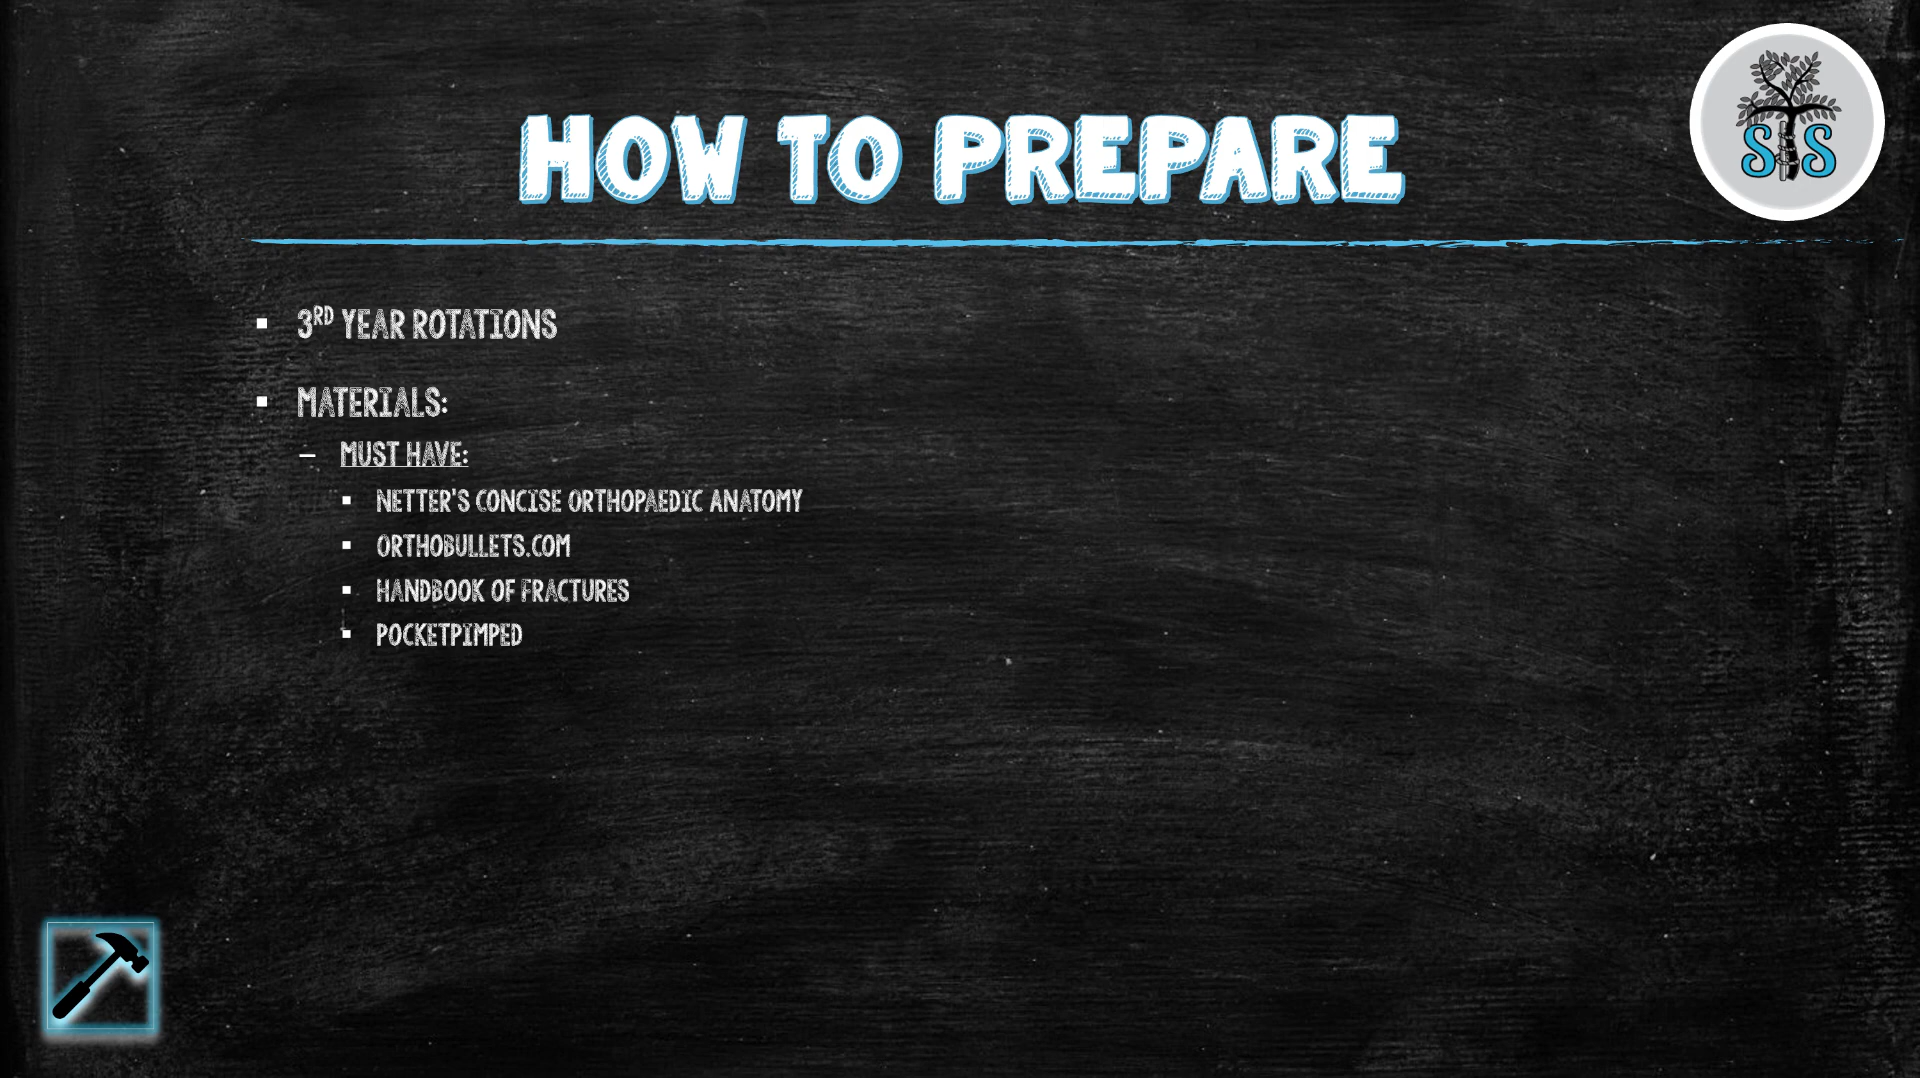 HOW TO PREPARE
SIS
▪ 3RD YEAR ROTATIONS
▪ MATERIALS:
– MUST HAVE:
▪ NETTER'S CONCISE ORTHOPAEDIC ANATOMY
▪ ORTHOBULLETS.COM
▪ HANDBOOK OF FRACTURES
▪ POCKETPIMPED